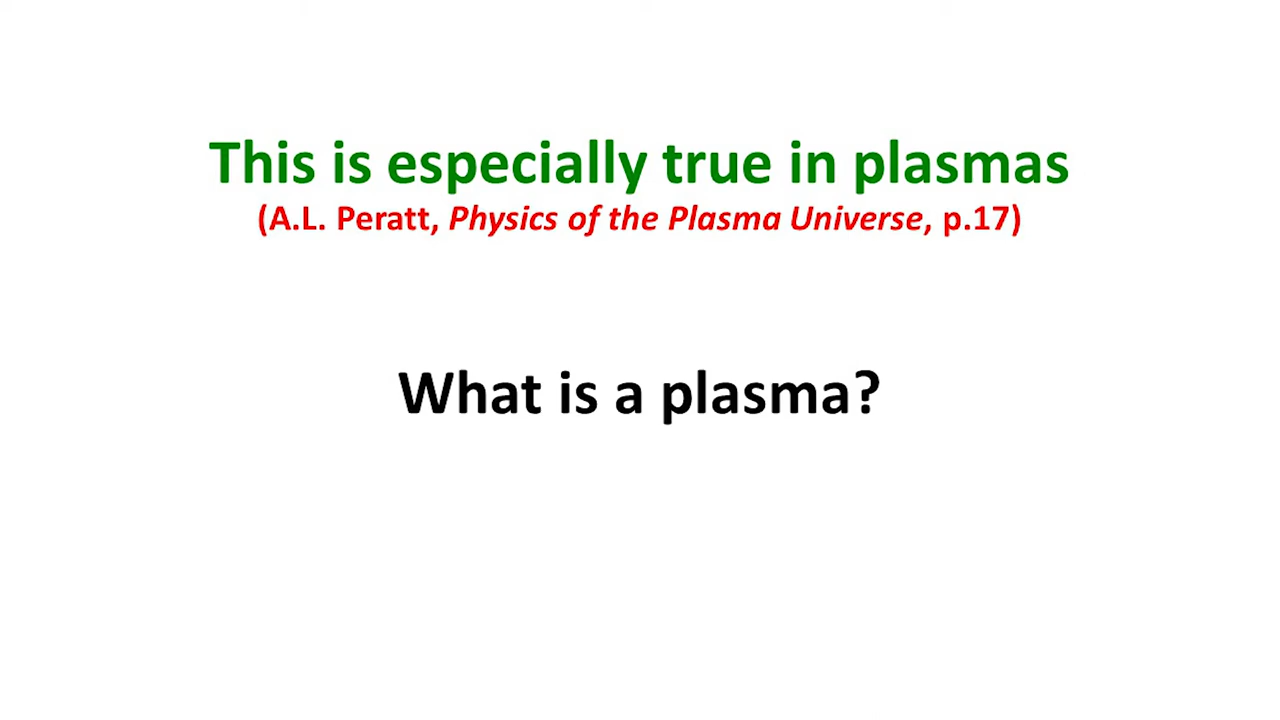 This is especially true in plasmas
(A.L. Peratt, Physics of the Plasma Universe, p.17)
What is a plasma?